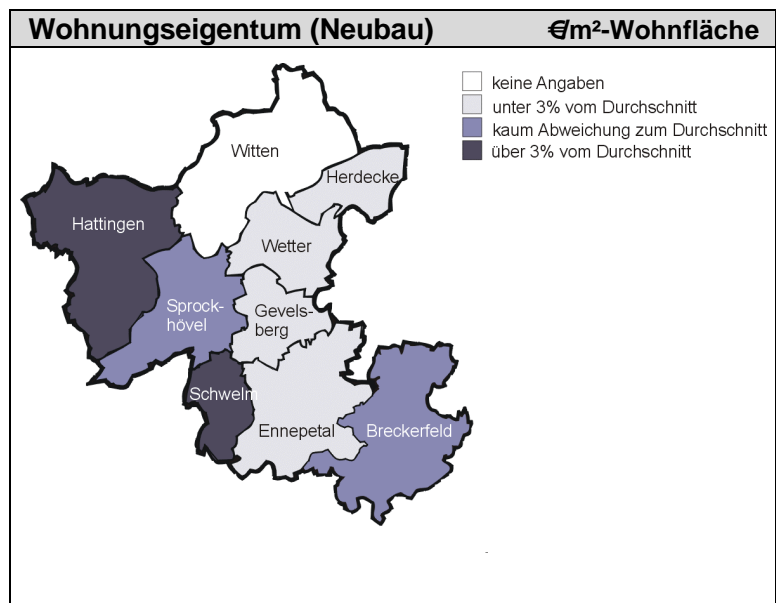 Wohnungseigentum (Neubau) €/m²-Wohnfläche
keine Angaben
unter 3% vom Durchschnitt
kaum Abweichung zum Durchschnitt
über 3% vom Durchschnitt
Witten
Herdecke
Hattingen
Wetter
Sprock-
hövel
Gevels-
berg
Schwelm
Ennepetal
Breckerfeld